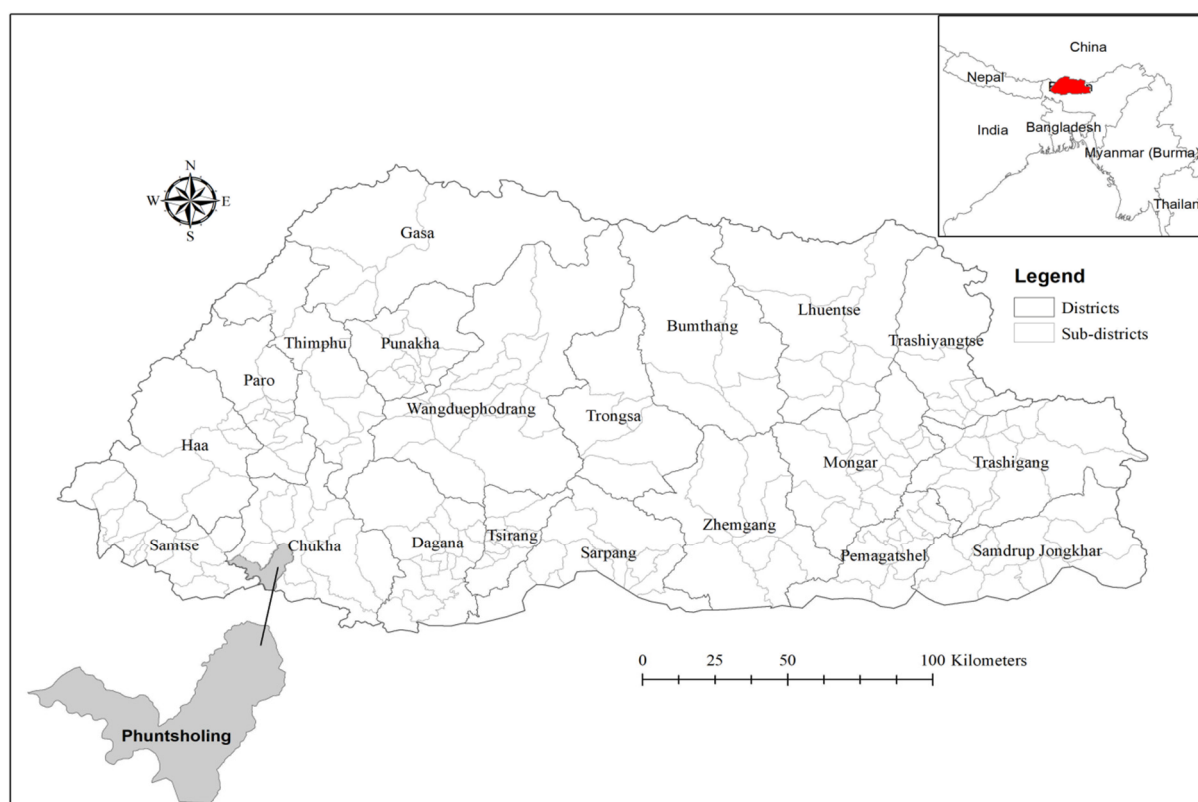 China
Nepal
India
Bangladesh
Myanmar (Burma)
Thailan
N
W
E
S
Legend
Districts
Sub-districts
Gasa
Thimphu
Punakha
Bumthang
Lhuentse
Trashiyangtse
Paro
Wangduephodrang
Trongsa
Haa
Mongar
Trashigang
Samtse
Chukha
Dagana
Tsirang
Sarpang
Zhemgang
Pemagatshel
Samdrup Jongkhar
0 25 50 100 Kilometers
Phuntsholing